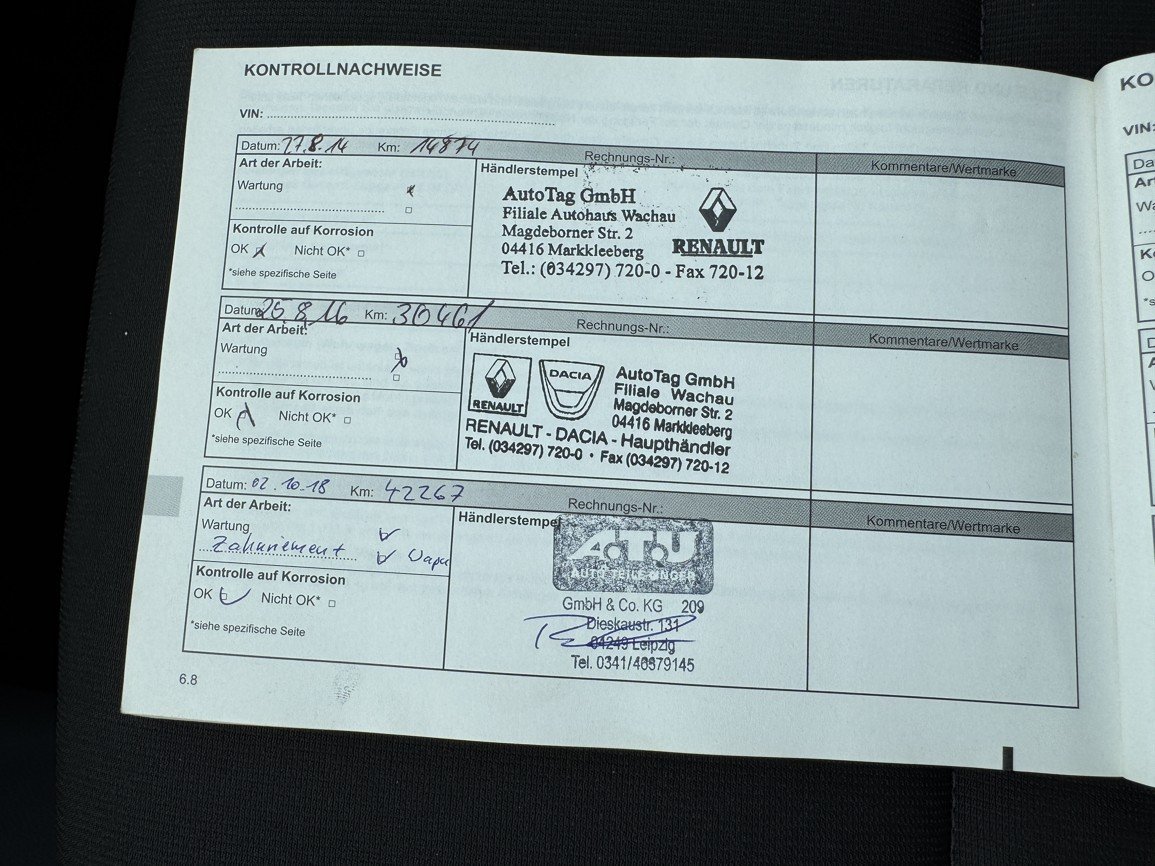 KONTROLLNACHWEISE
VIN:
Datum: 27.8.14 Km: 14874 Rechnungs-Nr.: Kommentare/Wertmarke
Art der Arbeit:
Wartung
Kontrolle auf Korrosion
OK Nicht OK*
*siehe spezifische Seite
Händlerstempel
AutoTag GmbH
Filiale Autohaus Wachau
Magdeborner Str. 2
04416 Markkleeberg RENAULT
Tel.: (034297) 720-0 - Fax 720-12
Datum: 25.8.16 Km: 30461 Rechnungs-Nr.: Kommentare/Wertmarke
Art der Arbeit:
Wartung
Kontrolle auf Korrosion
OK Nicht OK*
*siehe spezifische Seite
Händlerstempel
RENAULT
DACIA
AutoTag GmbH
Filiale Wachau
Magdeborner Str. 2
04416 Markkleeberg
RENAULT - DACIA - Haupthändler
Tel. (034297) 720-0 • Fax (034297) 720-12
Datum: 02.10.18 Km: 42267 Rechnungs-Nr.: Kommentare/Wertmarke
Art der Arbeit:
Wartung
Zahnriement Wapu
Kontrolle auf Korrosion
OK Nicht OK*
*siehe spezifische Seite
Händlerstempel
A.T.U
AUTO TEILE UNGER
GmbH & Co. KG 209
Dieskaustr. 131
04249 Leipzig
Tel. 0341/46879145
6.8
KO
VIN: